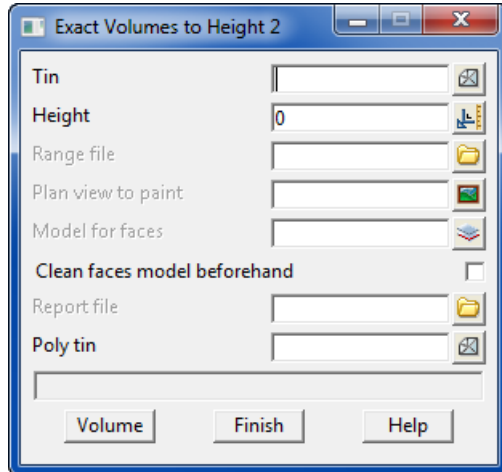 Exact Volumes to Height 2
Tin
Height 0
Range file
Plan view to paint
Model for faces
Clean faces model beforehand
Report file
Poly tin
Volume Finish Help